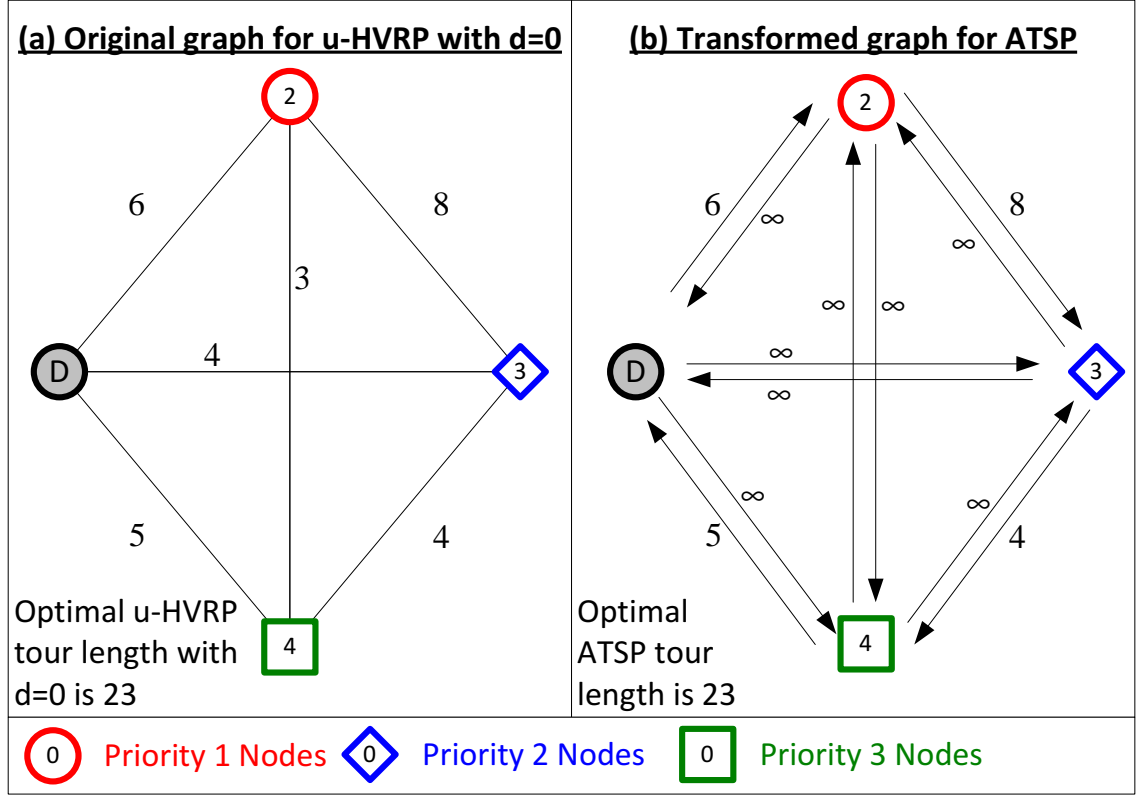 (a) Original graph for u-HVRP with d=0
2
6
8
3
D
4
3
5
4
4
Optimal u-HVRP
tour length with
d=0 is 23
(b) Transformed graph for ATSP
2
6
∞
8
∞
∞
∞
D
∞
∞
3
∞
5
∞
4
4
Optimal
ATSP tour
length is 23
0 Priority 1 Nodes
0 Priority 2 Nodes
0 Priority 3 Nodes